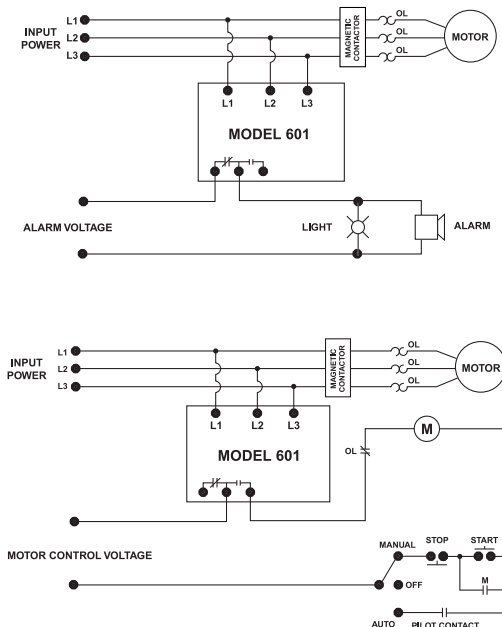 L1
INPUT
POWER
L2
L3
MAGNETIC
CONTACTOR
OL
OL
OL
MOTOR
L1
L2
L3
MODEL 601
ALARM VOLTAGE
LIGHT
ALARM
INPUT
POWER
L1
L2
L3
MAGNETIC
CONTACTOR
OL
OL
OL
MOTOR
L1
L2
L3
MODEL 601
OL
M
MOTOR CONTROL VOLTAGE
MANUAL
STOP
START
OFF
M
AUTO
PILOT CONTACT